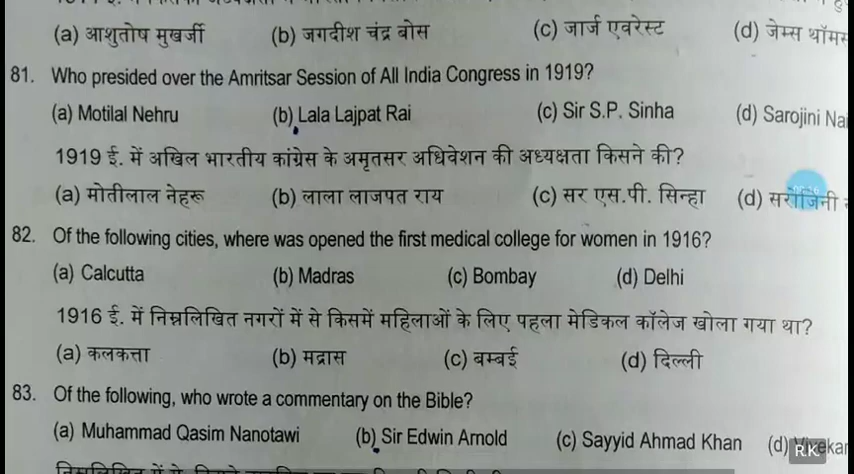 (a) आशुतोष मुखर्जी (b) जगदीश चंद्र बोस (c) जार्ज एवरेस्ट (d) जेम्स थॉमस
81. Who presided over the Amritsar Session of All India Congress in 1919?
(a) Motilal Nehru (b) Lala Lajpat Rai (c) Sir S.P. Sinha (d) Sarojini Nai
1919 ई. में अखिल भारतीय कांग्रेस के अमृतसर अधिवेशन की अध्यक्षता किसने की?
(a) मोतीलाल नेहरू (b) लाला लाजपत राय (c) सर एस.पी. सिन्हा (d) सरोजिनी
82. Of the following cities, where was opened the first medical college for women in 1916?
(a) Calcutta (b) Madras (c) Bombay (d) Delhi
1916 ई. में निम्नलिखित नगरों में से किसमें महिलाओं के लिए पहला मेडिकल कॉलेज खोला गया था?
(a) कलकत्ता (b) मद्रास (c) बम्बई (d) दिल्ली
83. Of the following, who wrote a commentary on the Bible?
(a) Muhammad Qasim Nanotawi (b) Sir Edwin Arnold (c) Sayyid Ahmad Khan (d) Vivekan
R.K